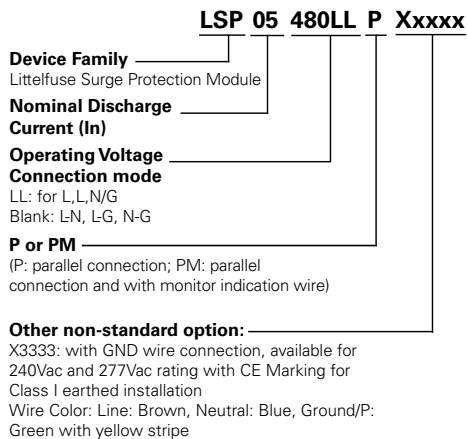 LSP 05 480LL P Xxxxx
Device Family
Littelfuse Surge Protection Module
Nominal Discharge
Current (In)
Operating Voltage
Connection mode
LL: for L,L,N/G
Blank: L-N, L-G, N-G
P or PM
(P: parallel connection; PM: parallel
connection and with monitor indication wire)
Other non-standard option:
X3333: with GND wire connection, available for
240Vac and 277Vac rating with CE Marking for
Class I earthed installation
Wire Color: Line: Brown, Neutral: Blue, Ground/P:
Green with yellow stripe